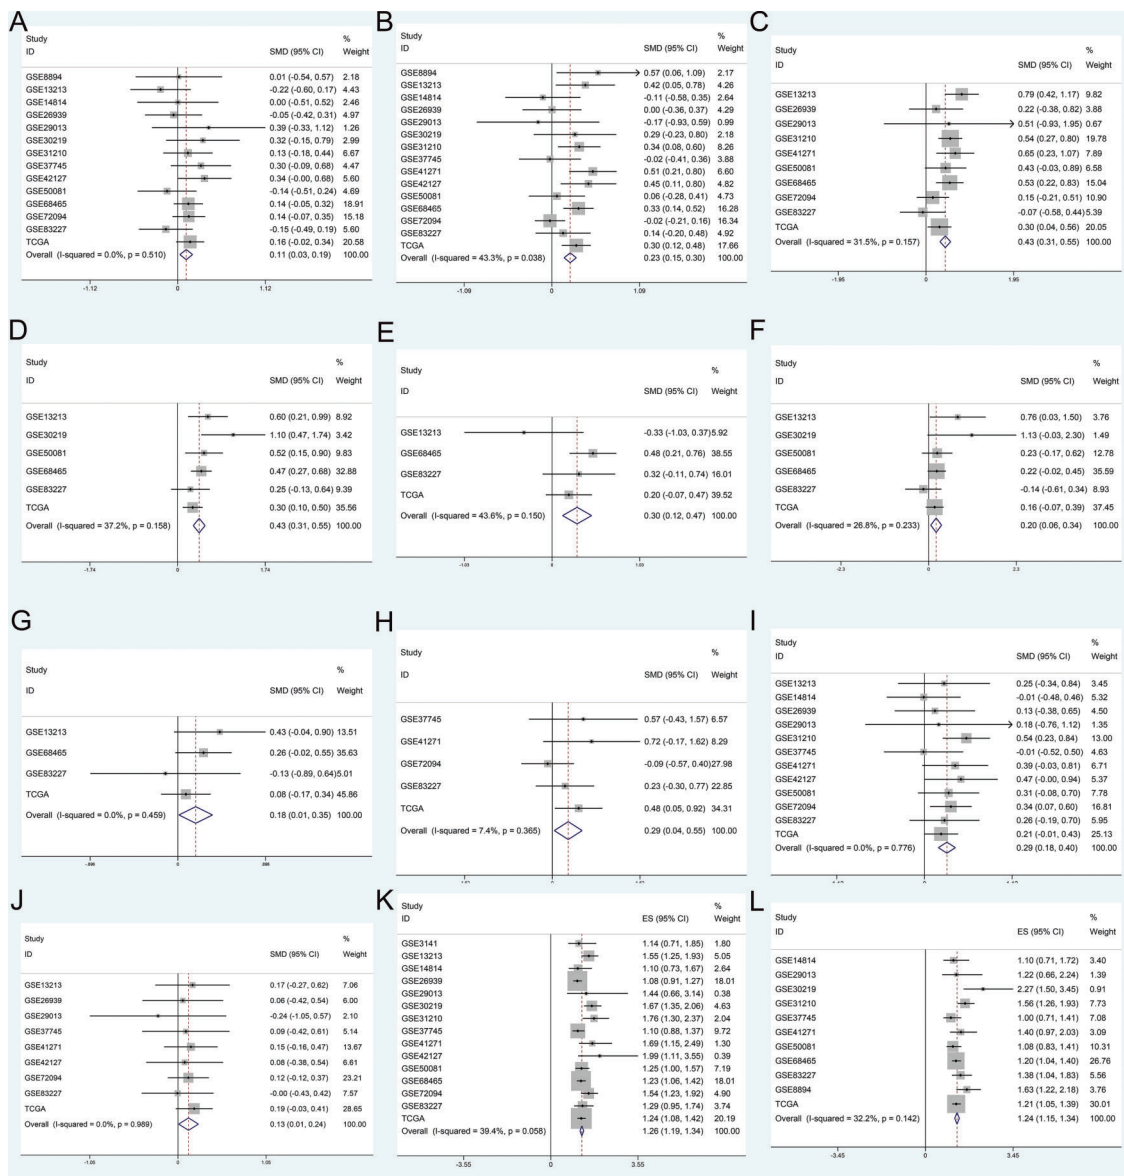 A
Study %
ID SMD (95% CI) Weight
GSE8894 0.01 (-0.54, 0.57) 2.18
GSE13213 -0.22 (-0.60, 0.17) 4.43
GSE14814 0.00 (-0.51, 0.52) 2.46
GSE26939 -0.05 (-0.42, 0.31) 4.97
GSE29013 0.39 (-0.33, 1.12) 1.26
GSE30219 0.32 (-0.15, 0.79) 2.99
GSE31210 0.13 (-0.18, 0.44) 6.67
GSE37745 0.30 (-0.09, 0.68) 4.47
GSE42127 0.34 (-0.00, 0.68) 5.60
GSE50081 -0.14 (-0.51, 0.24) 4.69
GSE68465 0.14 (-0.05, 0.32) 18.91
GSE72094 0.14 (-0.07, 0.35) 15.18
GSE83227 -0.15 (-0.49, 0.19) 5.60
TCGA 0.16 (-0.02, 0.34) 20.58
Overall (I-squared = 0.0%, p = 0.510) 0.11 (0.03, 0.19) 100.00
-1.12 0 1.12
B
Study %
ID SMD (95% CI) Weight
GSE8894 0.57 (0.06, 1.09) 2.17
GSE13213 0.42 (0.05, 0.78) 4.26
GSE14814 -0.11 (-0.58, 0.35) 2.64
GSE26939 0.00 (-0.36, 0.37) 4.29
GSE29013 -0.17 (-0.93, 0.59) 0.99
GSE30219 0.29 (-0.23, 0.80) 2.18
GSE31210 0.34 (0.08, 0.60) 8.26
GSE37745 -0.02 (-0.41, 0.36) 3.88
GSE41271 0.51 (0.21, 0.80) 6.60
GSE42127 0.45 (0.11, 0.80) 4.82
GSE50081 0.06 (-0.28, 0.41) 4.73
GSE68465 0.33 (0.14, 0.52) 16.28
GSE72094 -0.02 (-0.21, 0.16) 16.34
GSE83227 0.14 (-0.20, 0.48) 4.92
TCGA 0.30 (0.12, 0.48) 17.66
Overall (I-squared = 43.3%, p = 0.038) 0.23 (0.15, 0.30) 100.00
-1.09 0 1.09
C
Study %
ID SMD (95% CI) Weight
GSE13213 0.79 (0.42, 1.17) 9.82
GSE26939 0.22 (-0.38, 0.82) 3.88
GSE29013 0.51 (-0.93, 1.95) 0.67
GSE31210 0.54 (0.27, 0.80) 19.78
GSE41271 0.65 (0.23, 1.07) 7.89
GSE50081 0.43 (-0.03, 0.89) 6.58
GSE68465 0.53 (0.22, 0.83) 15.04
GSE72094 0.15 (-0.21, 0.51) 10.90
GSE83227 -0.07 (-0.58, 0.44) 5.39
TCGA 0.30 (0.04, 0.56) 20.05
Overall (I-squared = 31.5%, p = 0.157) 0.43 (0.31, 0.55) 100.00
-1.95 0 1.95
D
Study %
ID SMD (95% CI) Weight
GSE13213 0.60 (0.21, 0.99) 8.92
GSE30219 1.10 (0.47, 1.74) 3.42
GSE50081 0.52 (0.15, 0.90) 9.83
GSE68465 0.47 (0.27, 0.68) 32.88
GSE83227 0.25 (-0.13, 0.64) 9.39
TCGA 0.30 (0.10, 0.50) 35.56
Overall (I-squared = 37.2%, p = 0.158) 0.43 (0.31, 0.55) 100.00
-1.74 0 1.74
E
Study %
ID SMD (95% CI) Weight
GSE13213 -0.33 (-1.03, 0.37) 5.92
GSE68465 0.48 (0.21, 0.76) 38.55
GSE83227 0.32 (-0.11, 0.74) 16.01
TCGA 0.20 (-0.07, 0.47) 39.52
Overall (I-squared = 43.6%, p = 0.150) 0.30 (0.12, 0.47) 100.00
-1.03 0 1.03
F
Study %
ID SMD (95% CI) Weight
GSE13213 0.76 (0.03, 1.50) 3.76
GSE30219 1.13 (-0.03, 2.30) 1.49
GSE50081 0.23 (-0.17, 0.62) 12.78
GSE68465 0.22 (-0.02, 0.45) 35.59
GSE83227 -0.14 (-0.61, 0.34) 8.93
TCGA 0.16 (-0.07, 0.39) 37.45
Overall (I-squared = 26.8%, p = 0.233) 0.20 (0.06, 0.34) 100.00
-2.3 0 2.3
G
Study %
ID SMD (95% CI) Weight
GSE13213 0.43 (-0.04, 0.90) 13.51
GSE68465 0.26 (-0.02, 0.55) 35.63
GSE83227 -0.13 (-0.89, 0.64) 5.01
TCGA 0.08 (-0.17, 0.34) 45.86
Overall (I-squared = 0.0%, p = 0.459) 0.18 (0.01, 0.35) 100.00
0
H
Study %
ID SMD (95% CI) Weight
GSE37745 0.57 (-0.43, 1.57) 6.57
GSE41271 0.72 (-0.17, 1.62) 8.29
GSE72094 -0.09 (-0.57, 0.40) 27.98
GSE83227 0.23 (-0.30, 0.77) 22.85
TCGA 0.48 (0.05, 0.92) 34.31
Overall (I-squared = 7.4%, p = 0.365) 0.29 (0.04, 0.55) 100.00
I
Study %
ID SMD (95% CI) Weight
GSE13213 0.25 (-0.34, 0.84) 3.45
GSE14814 -0.01 (-0.48, 0.46) 5.32
GSE26939 0.13 (-0.38, 0.65) 4.50
GSE29013 0.18 (-0.76, 1.12) 1.35
GSE31210 0.54 (0.23, 0.84) 13.00
GSE37745 -0.01 (-0.52, 0.50) 4.63
GSE41271 0.39 (-0.03, 0.81) 6.71
GSE42127 0.47 (-0.00, 0.94) 5.37
GSE50081 0.31 (-0.08, 0.70) 7.78
GSE72094 0.34 (0.07, 0.60) 16.81
GSE83227 0.26 (-0.19, 0.70) 5.95
TCGA 0.21 (-0.01, 0.43) 25.13
Overall (I-squared = 0.0%, p = 0.776) 0.29 (0.18, 0.40) 100.00
J
Study %
ID SMD (95% CI) Weight
GSE13213 0.17 (-0.27, 0.62) 7.06
GSE26939 0.06 (-0.42, 0.54) 6.00
GSE29013 -0.24 (-1.05, 0.57) 2.10
GSE37745 0.09 (-0.42, 0.61) 5.14
GSE41271 0.15 (-0.16, 0.47) 13.67
GSE42127 0.08 (-0.38, 0.54) 6.61
GSE72094 0.12 (-0.12, 0.37) 23.21
GSE83227 -0.00 (-0.43, 0.42) 7.57
TCGA 0.19 (-0.03, 0.41) 28.65
Overall (I-squared = 0.0%, p = 0.989) 0.13 (0.01, 0.24) 100.00
0
K
Study %
ID ES (95% CI) Weight
GSE3141 1.14 (0.71, 1.85) 1.80
GSE13213 1.55 (1.25, 1.93) 5.05
GSE14814 1.10 (0.73, 1.67) 2.64
GSE26939 1.08 (0.91, 1.27) 18.01
GSE29013 1.44 (0.66, 3.14) 0.38
GSE30219 1.67 (1.35, 2.06) 4.63
GSE31210 1.76 (1.30, 2.37) 2.04
GSE37745 1.10 (0.88, 1.37) 9.72
GSE41271 1.69 (1.15, 2.49) 1.30
GSE42127 1.99 (1.11, 3.55) 0.39
GSE50081 1.25 (1.00, 1.57) 7.19
GSE68465 1.23 (1.06, 1.42) 18.01
GSE72094 1.54 (1.23, 1.92) 4.90
GSE83227 1.29 (0.95, 1.74) 3.74
TCGA 1.24 (1.08, 1.42) 20.19
Overall (I-squared = 39.4%, p = 0.058) 1.26 (1.19, 1.34) 100.00
-3.55 0 3.55
L
Study %
ID ES (95% CI) Weight
GSE14814 1.10 (0.71, 1.72) 3.40
GSE29013 1.22 (0.66, 2.24) 1.39
GSE30219 2.27 (1.50, 3.45) 0.91
GSE31210 1.56 (1.26, 1.93) 7.73
GSE37745 1.00 (0.71, 1.41) 7.08
GSE41271 1.40 (0.97, 2.03) 3.09
GSE50081 1.08 (0.83, 1.41) 10.31
GSE68465 1.20 (1.04, 1.40) 26.76
GSE83227 1.38 (1.04, 1.83) 5.56
GSE8894 1.63 (1.22, 2.18) 3.76
TCGA 1.21 (1.05, 1.39) 30.01
Overall (I-squared = 32.2%, p = 0.142) 1.24 (1.15, 1.34) 100.00
-3.45 0 3.45